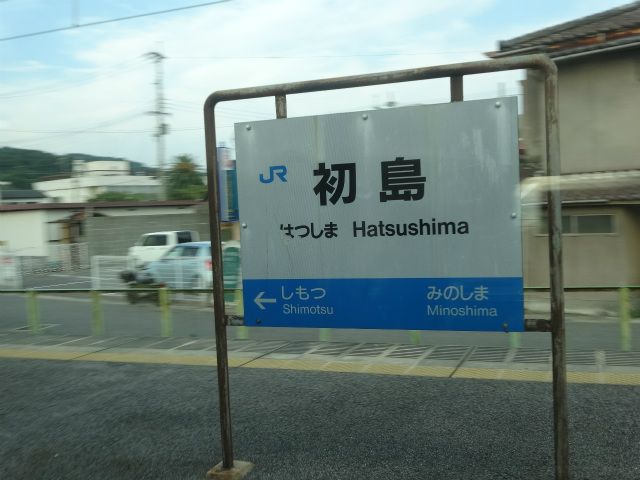 JR
初島
はつしま Hatsushima
←しもつ みのしま
Shimotsu Minoshima